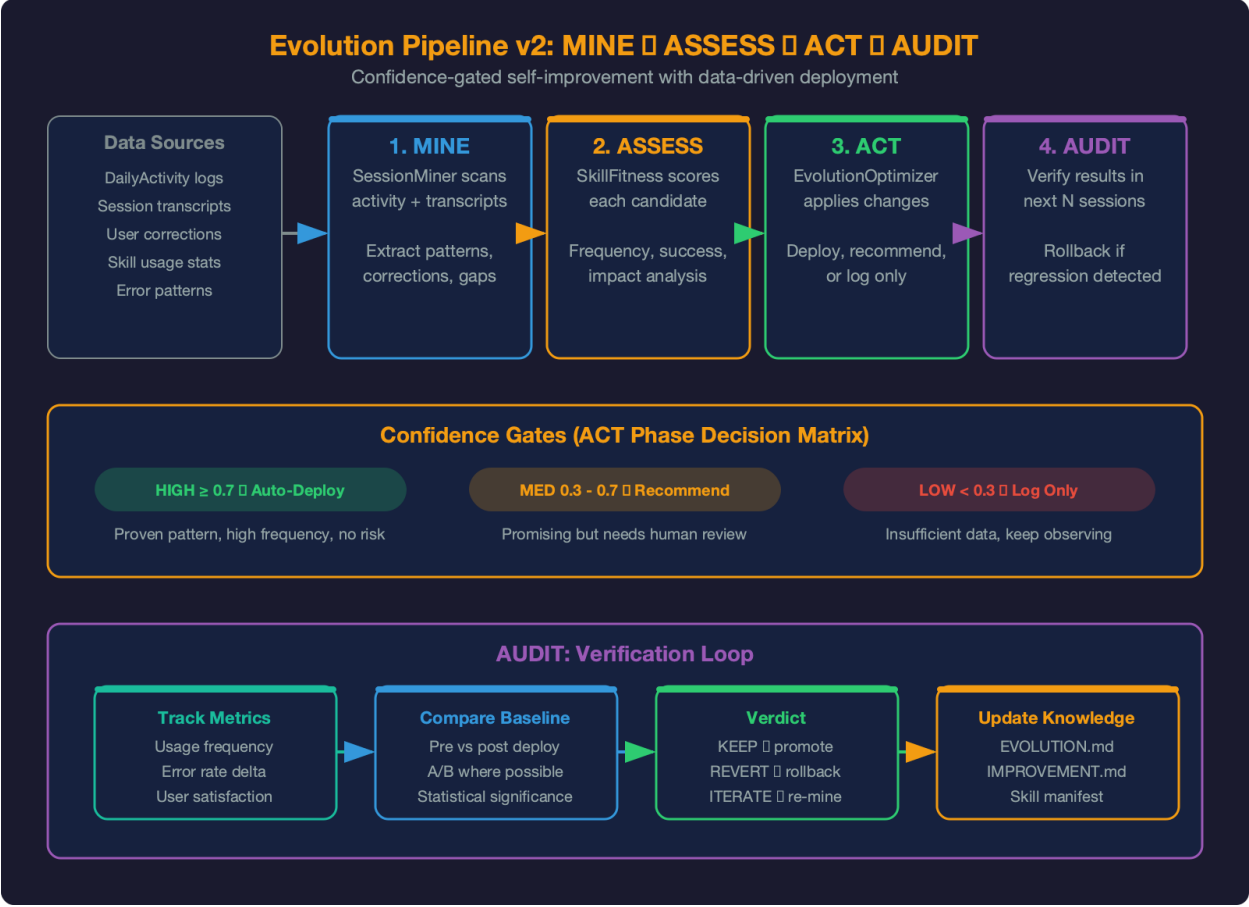 Evolution Pipeline v2: MINE ▯ ASSESS ▯ ACT ▯ AUDIT
Confidence-gated self-improvement with data-driven deployment
Data Sources
DailyActivity logs
Session transcripts
User corrections
Skill usage stats
Error patterns
1. MINE
SessionMiner scans
activity + transcripts
Extract patterns,
corrections, gaps
2. ASSESS
SkillFitness scores
each candidate
Frequency, success,
impact analysis
3. ACT
EvolutionOptimizer
applies changes
Deploy, recommend,
or log only
4. AUDIT
Verify results in
next N sessions
Rollback if
regression detected
Confidence Gates (ACT Phase Decision Matrix)
HIGH ≥ 0.7 ▯ Auto-Deploy
Proven pattern, high frequency, no risk
MED 0.3 - 0.7 ▯ Recommend
Promising but needs human review
LOW < 0.3 ▯ Log Only
Insufficient data, keep observing
AUDIT: Verification Loop
Track Metrics
Usage frequency
Error rate delta
User satisfaction
Compare Baseline
Pre vs post deploy
A/B where possible
Statistical significance
Verdict
KEEP ▯ promote
REVERT ▯ rollback
ITERATE ▯ re-mine
Update Knowledge
EVOLUTION.md
IMPROVEMENT.md
Skill manifest